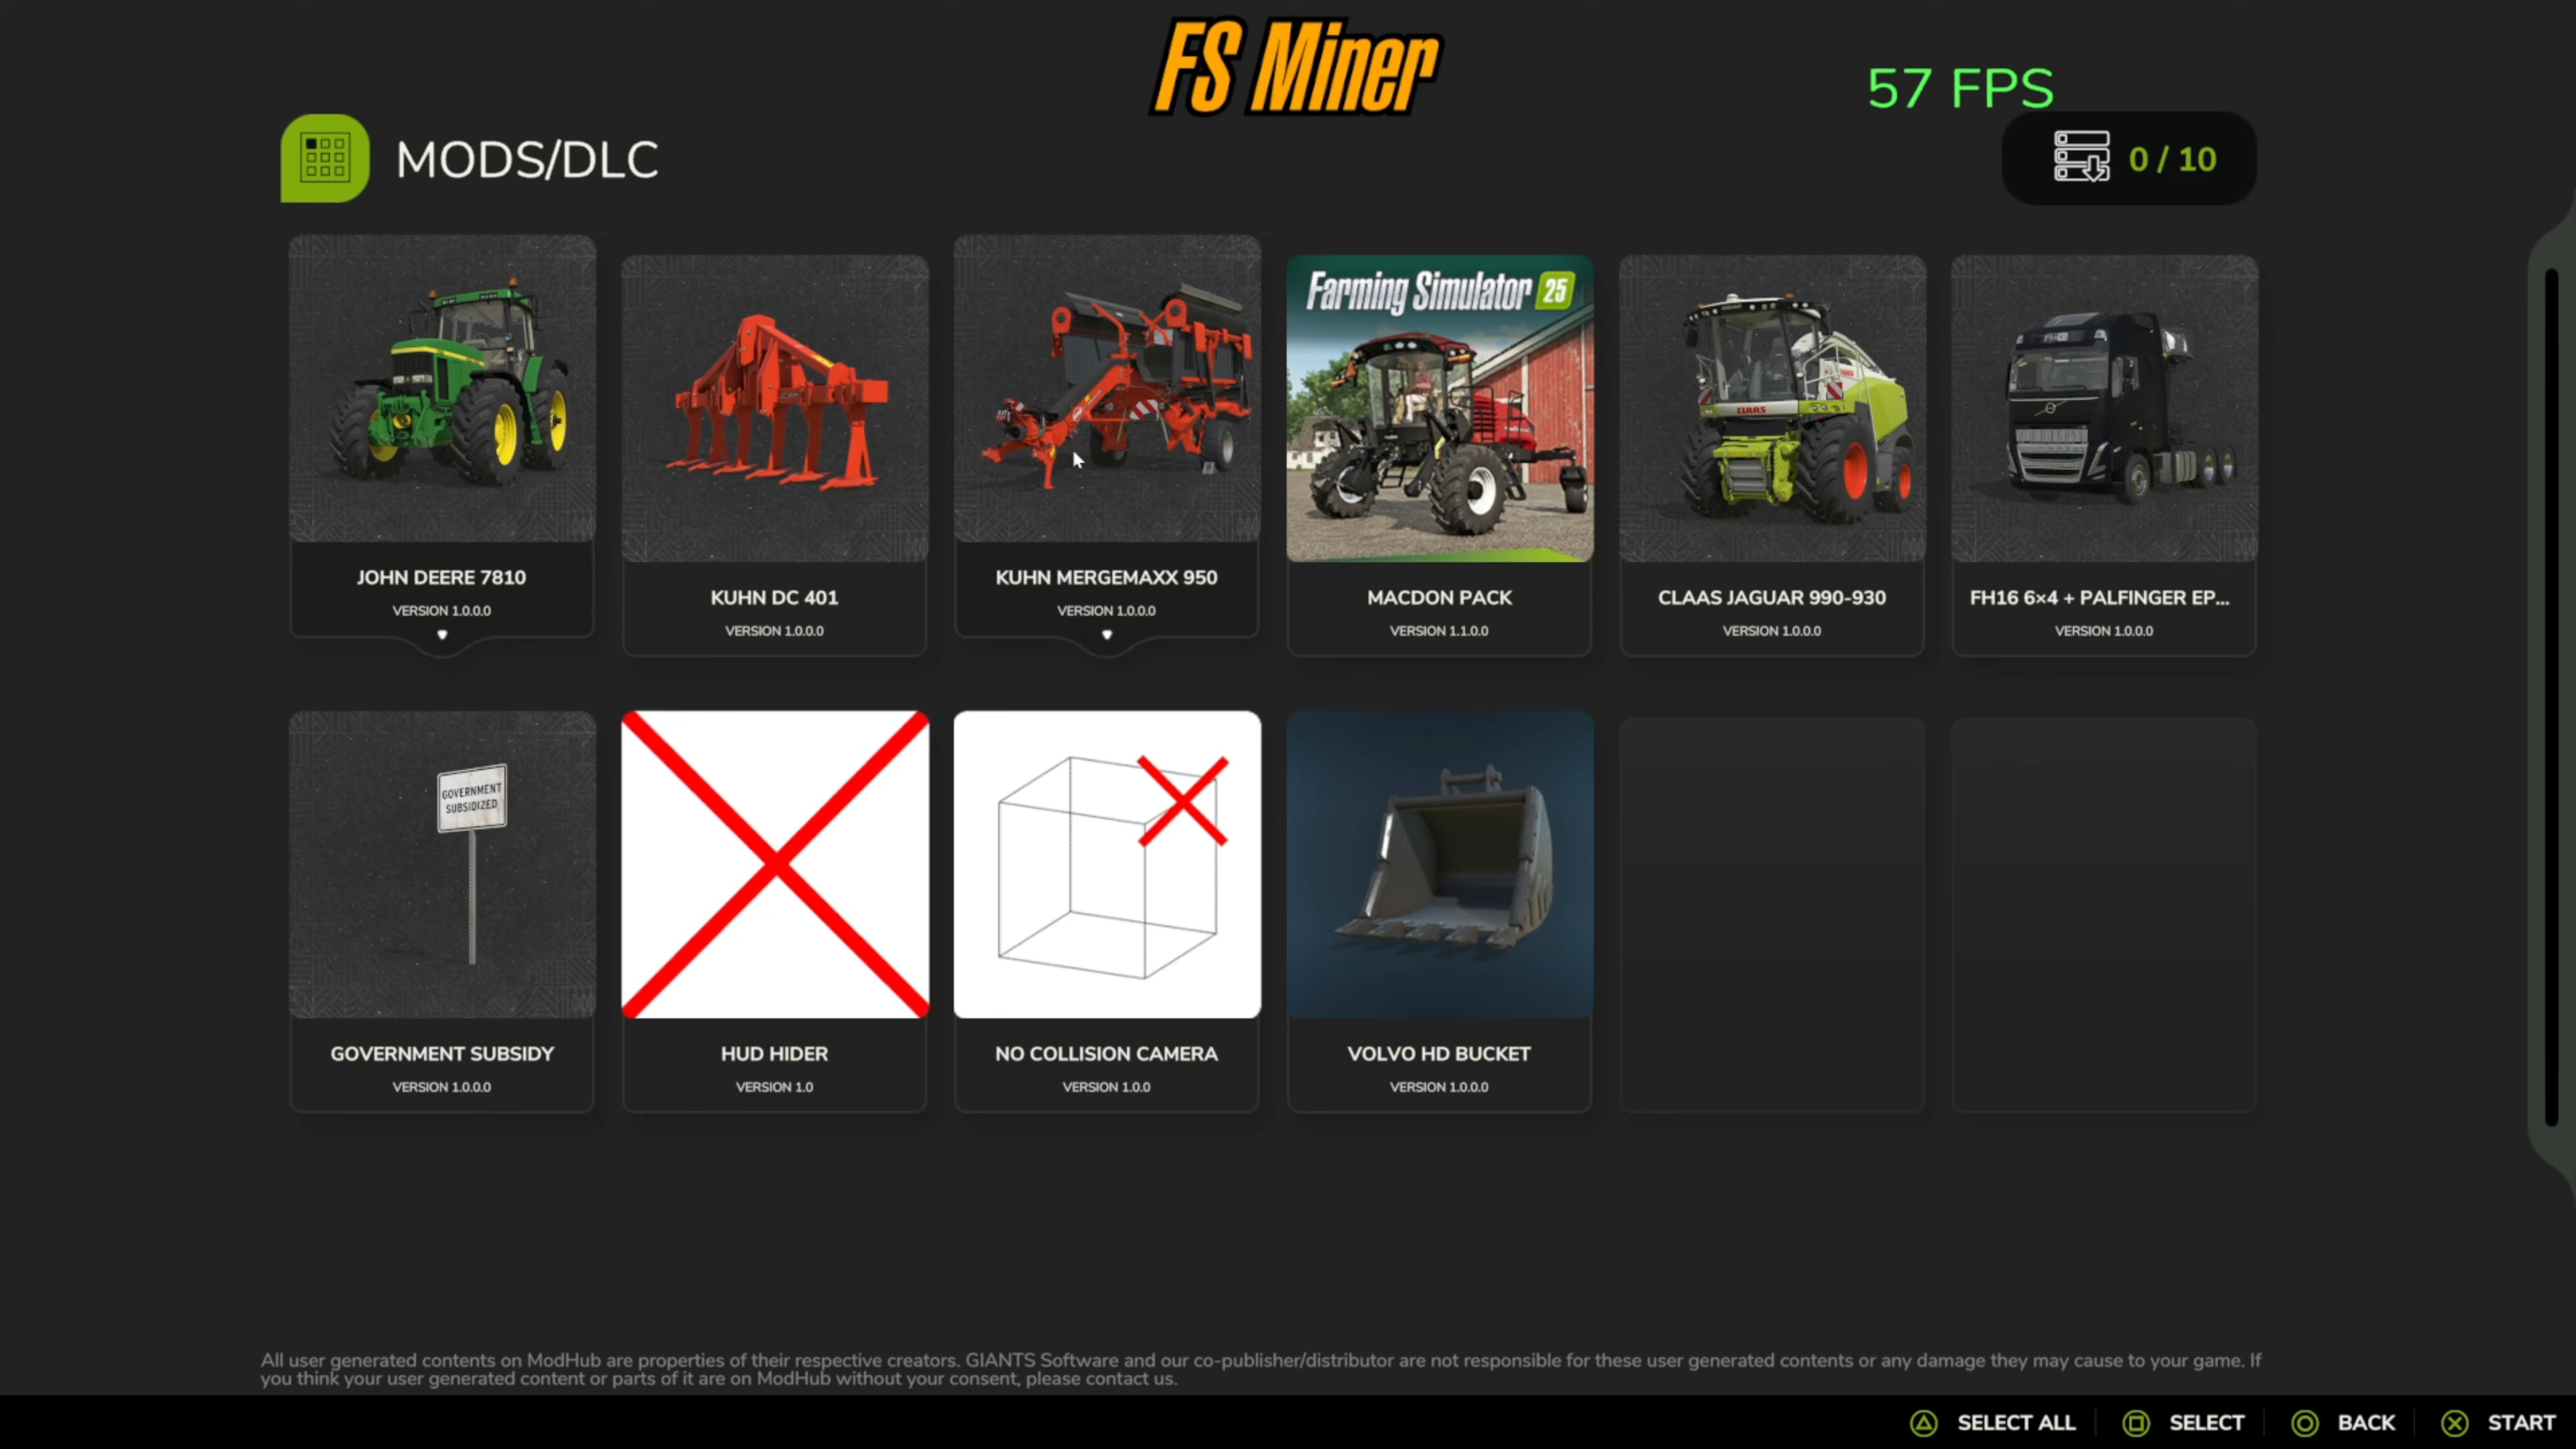 FS Miner
57 FPS
MODS/DLC
0 / 10
Farming Simulator 25
CLAAS
JOHN DEERE 7810
VERSION 1.0.0.0
KUHN DC 401
VERSION 1.0.0.0
KUHN MERGEMAXX 950
VERSION 1.0.0.0
MACDON PACK
VERSION 1.1.0.0
CLAAS JAGUAR 990-930
VERSION 1.0.0.0
FH16 6×4 + PALFINGER EP...
VERSION 1.0.0.0
GOVERNMENT
SUBSIDIZED
GOVERNMENT SUBSIDY
VERSION 1.0.0.0
HUD HIDER
VERSION 1.0
NO COLLISION CAMERA
VERSION 1.0.0
VOLVO HD BUCKET
VERSION 1.0.0.0
All user generated contents on ModHub are properties of their respective creators. GIANTS Software and our co-publisher/distributor are not responsible for these user generated contents or any damage they may cause to your game. If
you think your user generated content or parts of it are on ModHub without your consent, please contact us.
SELECT ALL
SELECT
BACK
START